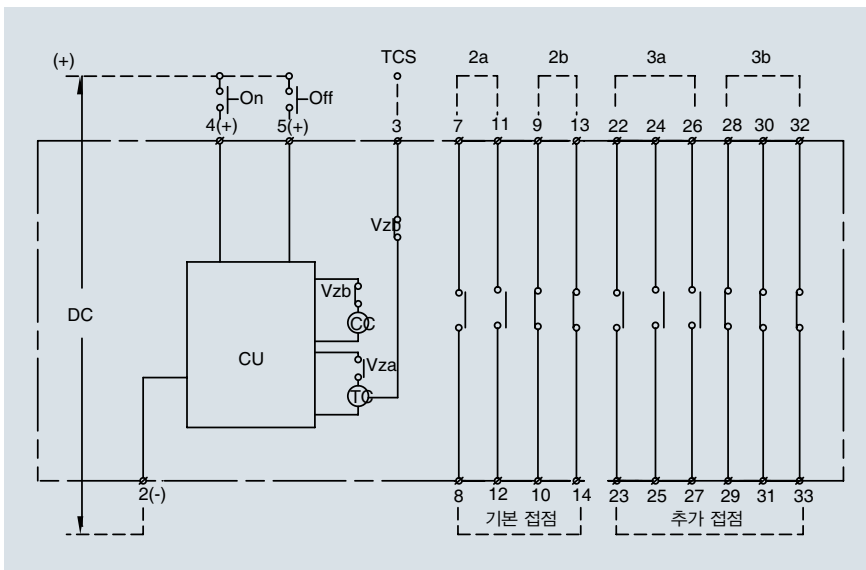 (+) TCS 2a 2b 3a 3b
On Off
4(+) 5(+) 3 7 11 9 13 22 24 26 28 30 32
Vzb
Vzb
DC CC
CU Vza
TC
2(-) 8 12 10 14 23 25 27 29 31 33
기본 접점 추가 접점